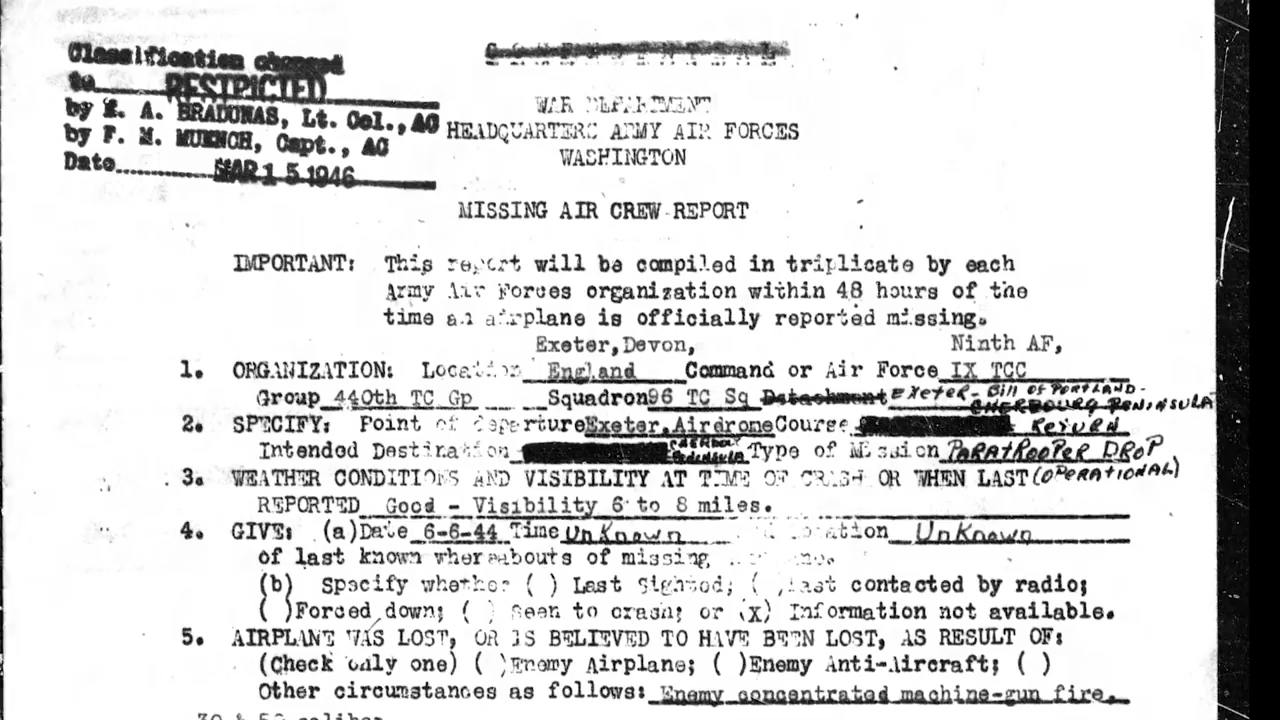 Classification changed
to RESTRICTED
by E. A. BRADUNAS, Lt. Col., AC
by F. M. MUENCH, Capt., AC
Date MAR 15 1946
CONFIDENTIAL
WAR DEPARTMENT
HEADQUARTERS ARMY AIR FORCES
WASHINGTON
MISSING AIR CREW REPORT
IMPORTANT: This report will be compiled in triplicate by each
Army Air Forces organization within 48 hours of the
time an airplane is officially reported missing.
Exeter, Devon, Ninth AF,
1. ORGANIZATION: Location England Command or Air Force IX TCC
Group 440th TC Gp Squadron 96 TC Sq Detachment EXETER - BILL OF PORTLAND -
CHERBOURG PENINSULA
2. SPECIFY: Point of departure Exeter, Airdrome Course RETURN
Intended Destination CHERBOURG PENINSULA Type of Mission PARATROOPER DROP
3. WEATHER CONDITIONS AND VISIBILITY AT TIME OF CRASH OR WHEN LAST (OPERATIONAL)
REPORTED Good - Visibility 6 to 8 miles.
4. GIVE: (a) Date 6-6-44 Time Unknown Location Unknown
of last known whereabouts of missing
(b) Specify whether ( ) Last Sighted; ( ) last contacted by radio;
( ) Forced down; ( ) Seen to crash; or (X) Information not available.
5. AIRPLANE WAS LOST, OR IS BELIEVED TO HAVE BEEN LOST, AS RESULT OF:
(Check only one) ( ) Enemy Airplane; ( ) Enemy Anti-Aircraft; ( )
Other circumstances as follows: Enemy concentrated machine-gun fire.
30 & 50 caliber